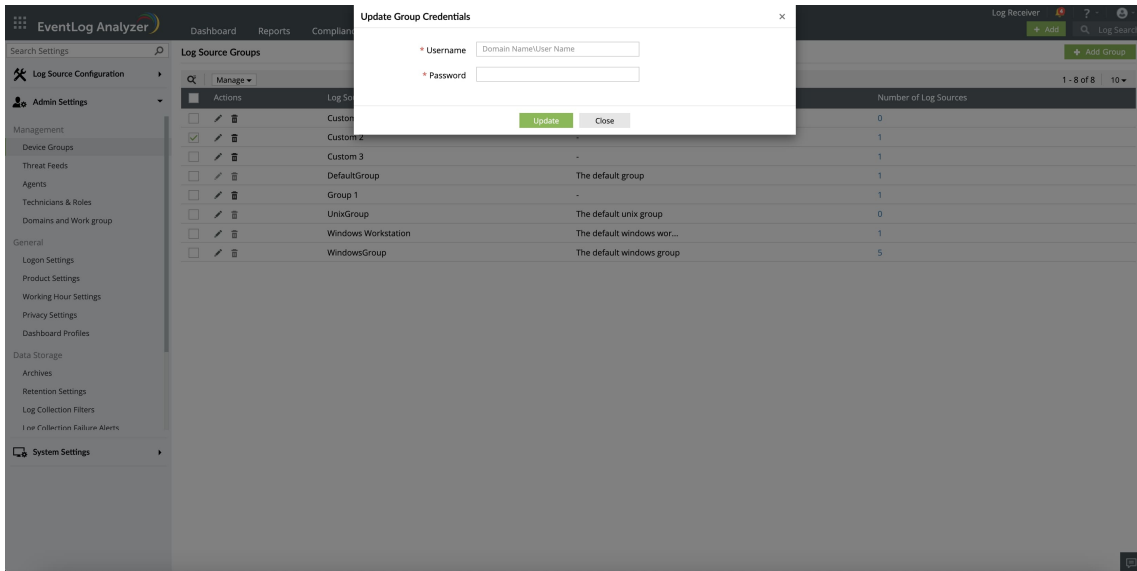 EventLog Analyzer
Dashboard
Reports
Complianc
Log Receiver
?
+ Add
Log Search
Update Group Credentials
×
* Username
Domain Name\User Name
* Password
Update
Close
Search Settings
Log Source Configuration
Admin Settings
Management
Device Groups
Threat Feeds
Agents
Technicians & Roles
Domains and Work group
General
Logon Settings
Product Settings
Working Hour Settings
Privacy Settings
Dashboard Profiles
Data Storage
Archives
Retention Settings
Log Collection Filters
Log Collection Failure Alerts
System Settings
Log Source Groups
+ Add Group
Manage
1 - 8 of 8
10
Actions
Log So
Number of Log Sources
Custom
0
Custom 2
-
1
Custom 3
-
1
DefaultGroup
The default group
1
Group 1
-
1
UnixGroup
The default unix group
0
Windows Workstation
The default windows wor...
1
WindowsGroup
The default windows group
5